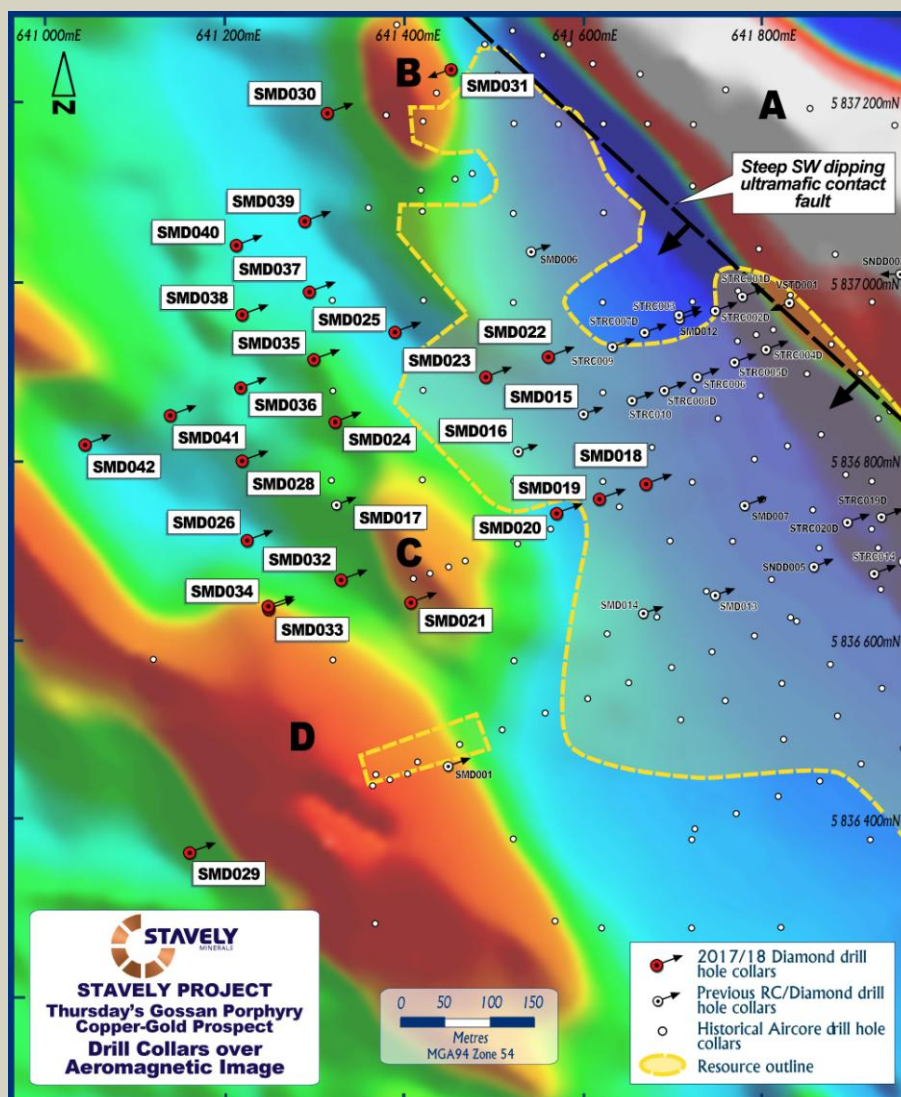 641 000mE
641 200mE
641 400mE
641 600mE
641 800mE
N
A
B
SMD031
SMD030
5 837 200mN
Steep SW dipping
ultramafic contact
fault
SMD039
SMD040
SMD006
SMD037
STRC001D
VSTD001
5 837 000mN
SMD038
SMD025
STRC003
STRC002D
STRC007D
SMD012
SMD022
SMD035
STRC009
STRC004D
SMD023
STRC005D
STRC006
SMD036
SMD015
STRC010
STRC008D
SMD041
SMD024
SMD016
SMD042
SMD028
SMD018
5 836 800mN
SMD019
SMD017
SMD020
SMD007
STRC019D
STRC020D
SMD026
SMD032
C
SNDD005
STRC014
SMD034
SMD033
SMD021
SMD014
SMD013
5 836 600mN
D
SMD001
5 836 400mN
SMD029
STAVELY
MINERALS
STAVELY PROJECT
Thursday's Gossan Porphyry
Copper-Gold Prospect
Drill Collars over
Aeromagnetic Image
0 50 100 150
Metres
MGA94 Zone 54
2017/18 Diamond drill
hole collars
Previous RC/Diamond drill
hole collars
Historical Aircore drill hole
collars
Resource outline